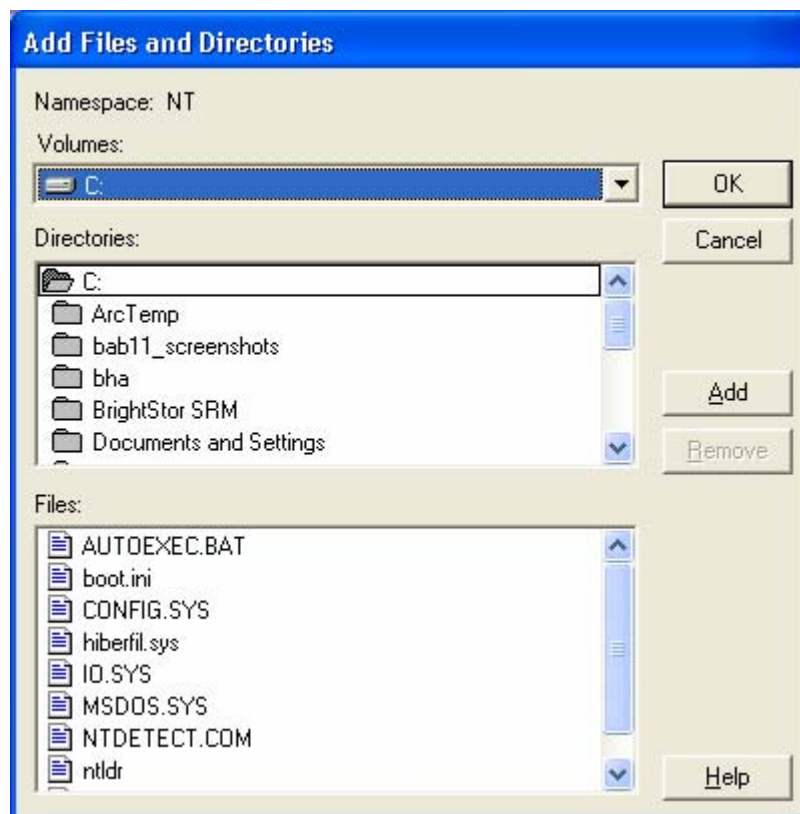 Add Files and Directories
Namespace: NT
Volumes:
C:
OK
Cancel
Directories:
C:
ArcTemp
bab11_screenshots
bha
BrightStor SRM
Documents and Settings
Add
Remove
Files:
AUTOEXEC.BAT
boot.ini
CONFIG.SYS
hiberfil.sys
IO.SYS
MSDOS.SYS
NTDETECT.COM
ntldr
Help